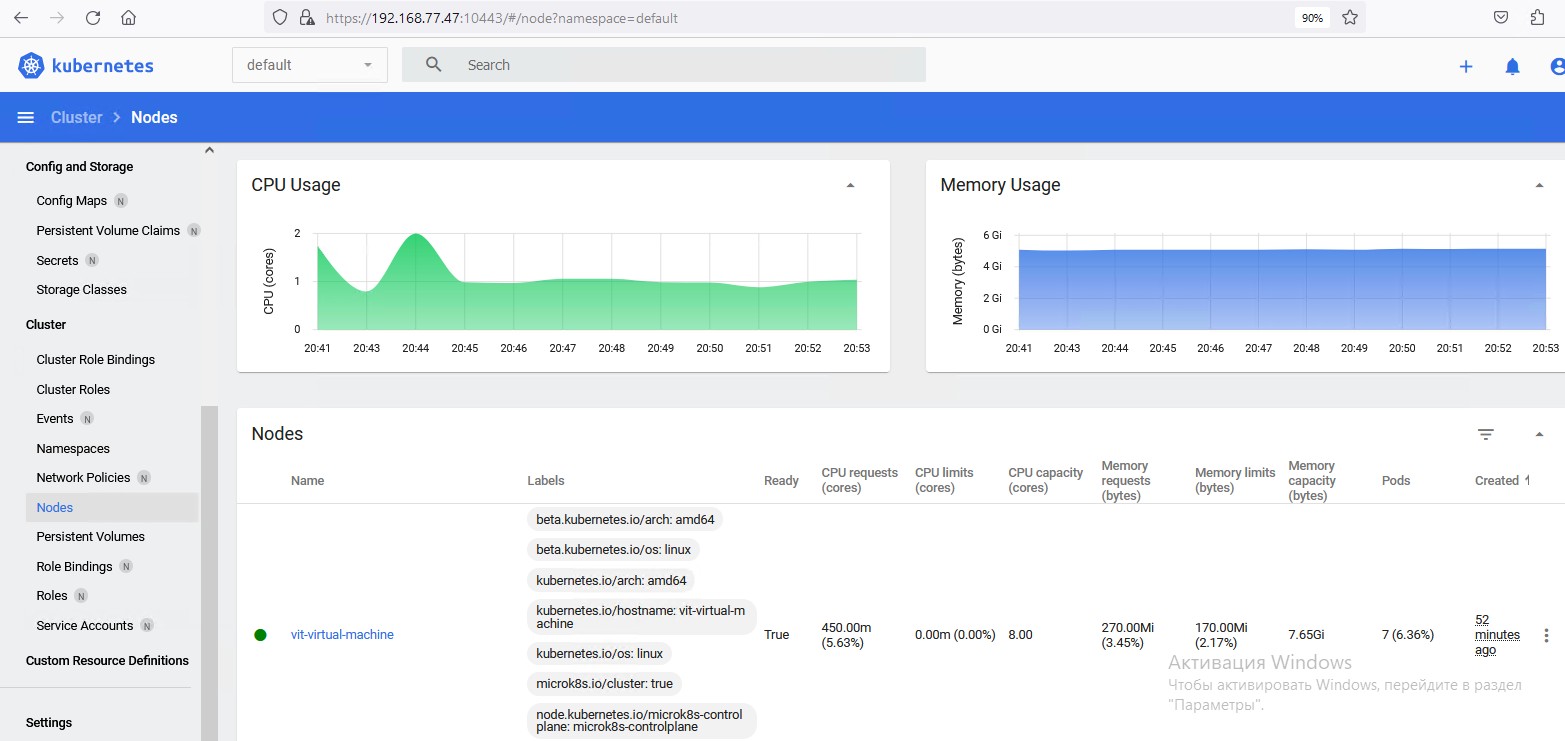 https://192.168.77.47:10443/#/node?namespace=default
90%
kubernetes
default
Search
Cluster > Nodes
Config and Storage
Config Maps N
Persistent Volume Claims N
Secrets N
Storage Classes
Cluster
Cluster Role Bindings
Cluster Roles
Events N
Namespaces
Network Policies N
Nodes
Persistent Volumes
Role Bindings N
Roles N
Service Accounts N
Custom Resource Definitions
Settings
CPU Usage
CPU (cores)
2
1
0
20:41 20:43 20:44 20:45 20:46 20:47 20:48 20:49 20:50 20:51 20:52 20:53
Memory Usage
Memory (bytes)
6 Gi
4 Gi
2 Gi
0 Gi
20:41 20:43 20:44 20:45 20:46 20:47 20:48 20:49 20:50 20:51 20:52 20:53
Nodes
Name
Labels
Ready
CPU requests
(cores)
CPU limits
(cores)
CPU capacity
(cores)
Memory
requests
(bytes)
Memory limits
(bytes)
Memory
capacity
(bytes)
Pods
Created
vit-virtual-machine
beta.kubernetes.io/arch: amd64
beta.kubernetes.io/os: linux
kubernetes.io/arch: amd64
kubernetes.io/hostname: vit-virtual-m
achine
kubernetes.io/os: linux
microk8s.io/cluster: true
node.kubernetes.io/microk8s-control
plane: microk8s-controlplane
True
450.00m
(5.63%)
0.00m (0.00%)
8.00
270.00Mi
(3.45%)
170.00Mi
(2.17%)
7.65Gi
7 (6.36%)
52
minutes
ago
Активация Windows
Чтобы активировать Windows, перейдите в раздел
"Параметры".